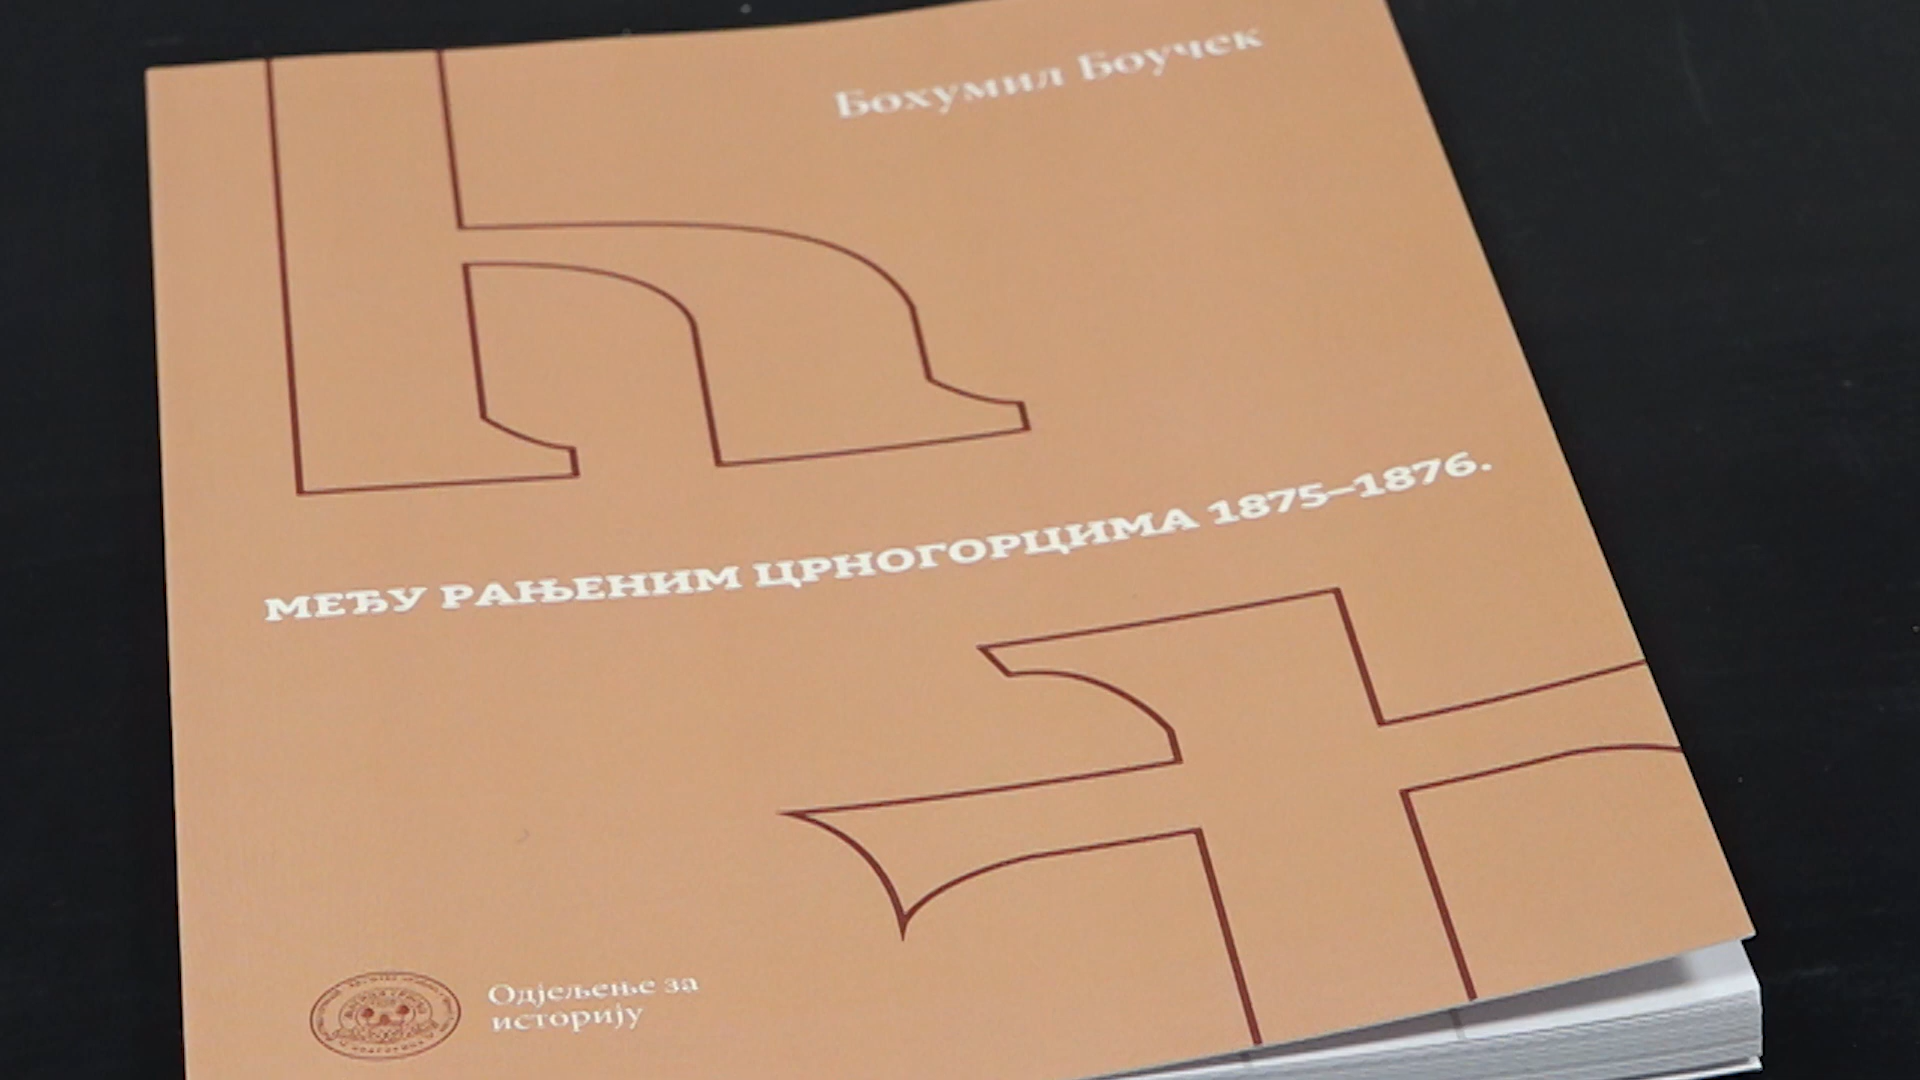 Бохумил Боучек
МЕЂУ РАЊЕНИМ ЦРНОГОРЦИМА 1875–1876.
Одјељење за
историју